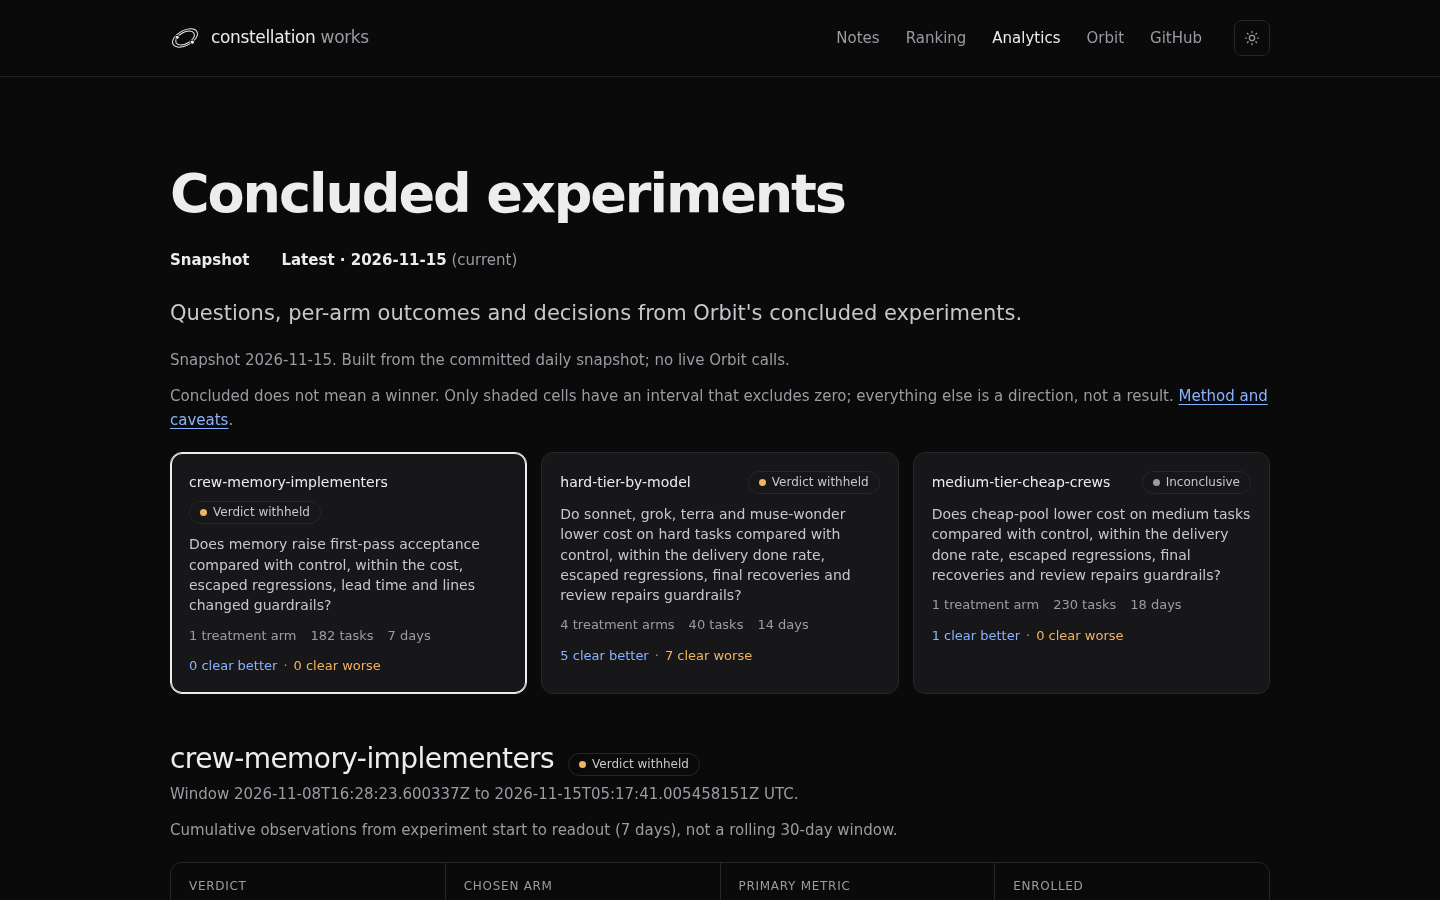 constellation works
Notes Ranking Analytics Orbit GitHub
Concluded experiments
Snapshot Latest · 2026-11-15 (current)
Questions, per-arm outcomes and decisions from Orbit's concluded experiments.
Snapshot 2026-11-15. Built from the committed daily snapshot; no live Orbit calls.
Concluded does not mean a winner. Only shaded cells have an interval that excludes zero; everything else is a direction, not a result. Method and
caveats.
crew-memory-implementers
Verdict withheld
Does memory raise first-pass acceptance
compared with control, within the cost,
escaped regressions, lead time and lines
changed guardrails?
1 treatment arm 182 tasks 7 days
0 clear better · 0 clear worse
hard-tier-by-model Verdict withheld
Do sonnet, grok, terra and muse-wonder
lower cost on hard tasks compared with
control, within the delivery done rate,
escaped regressions, final recoveries and
review repairs guardrails?
4 treatment arms 40 tasks 14 days
5 clear better · 7 clear worse
medium-tier-cheap-crews Inconclusive
Does cheap-pool lower cost on medium tasks
compared with control, within the delivery
done rate, escaped regressions, final
recoveries and review repairs guardrails?
1 treatment arm 230 tasks 18 days
1 clear better · 0 clear worse
crew-memory-implementers Verdict withheld
Window 2026-11-08T16:28:23.600337Z to 2026-11-15T05:17:41.005458151Z UTC.
Cumulative observations from experiment start to readout (7 days), not a rolling 30-day window.
VERDICT CHOSEN ARM PRIMARY METRIC ENROLLED